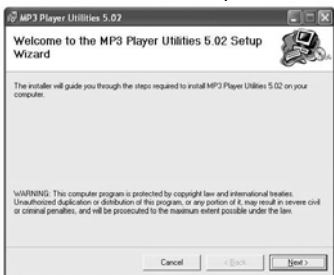 MP3 Player Utilities 5.02
Welcome to the MP3 Player Utilities 5.02 Setup
Wizard
The installer will guide you through the steps required to install MP3 Player Utilities 5.02 on your
computer.
WARNING: This computer program is protected by copyright law and international treaties.
Unauthorized duplication or distribution of this program, or any portion of it, may result in severe civil
or criminal penalties, and will be prosecuted to the maximum extent possible under the law.
Cancel < Back Next >